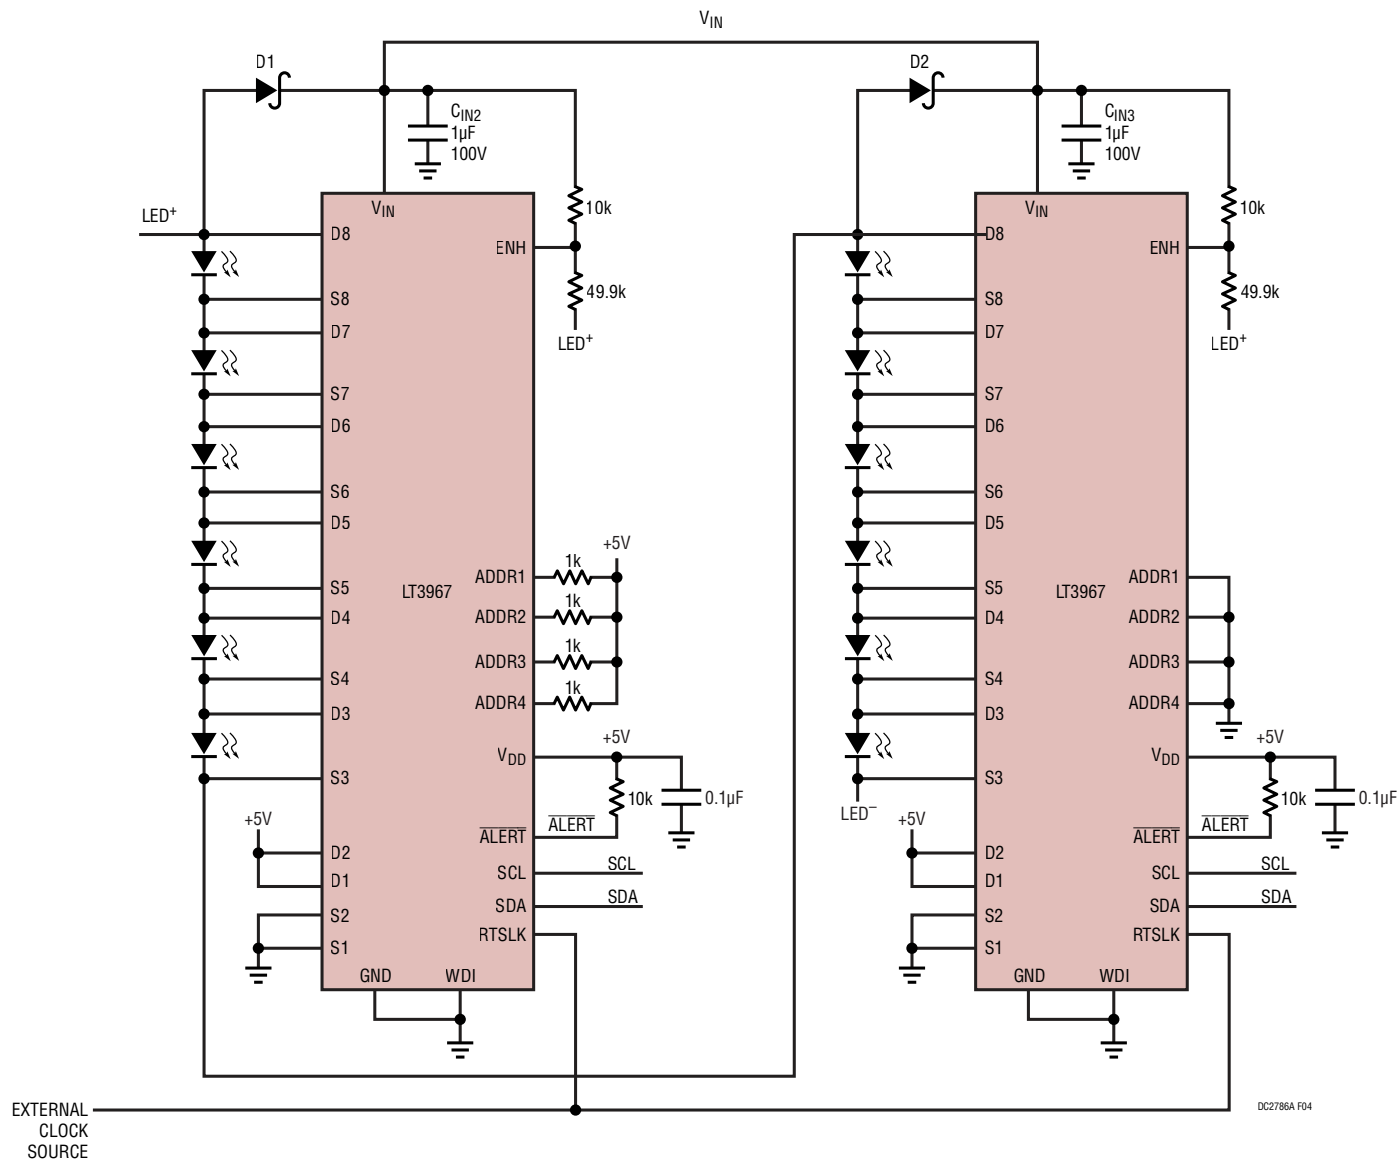 VIN
D1
CIN2
1µF
100V
LED+
VIN
D8
10k
ENH
49.9k
LED+
S8
D7
S7
D6
S6
D5
S5
D4
S4
D3
S3
LT3967
+5V
ADDR1
1k
ADDR2
1k
ADDR3
1k
ADDR4
1k
+5V
VDD
10k
0.1µF
ALERT
ALERT
SCL
SCL
SDA
SDA
RTSLK
+5V
D2
D1
S2
S1
GND
WDI
D2
CIN3
1µF
100V
VIN
D8
10k
ENH
49.9k
LED+
S8
D7
S7
D6
S6
D5
S5
D4
S4
D3
S3
LED−
LT3967
ADDR1
ADDR2
ADDR3
ADDR4
+5V
VDD
10k
0.1µF
ALERT
ALERT
SCL
SCL
SDA
SDA
RTSLK
+5V
D2
D1
S2
S1
GND
WDI
EXTERNAL
CLOCK
SOURCE
DC2786A F04